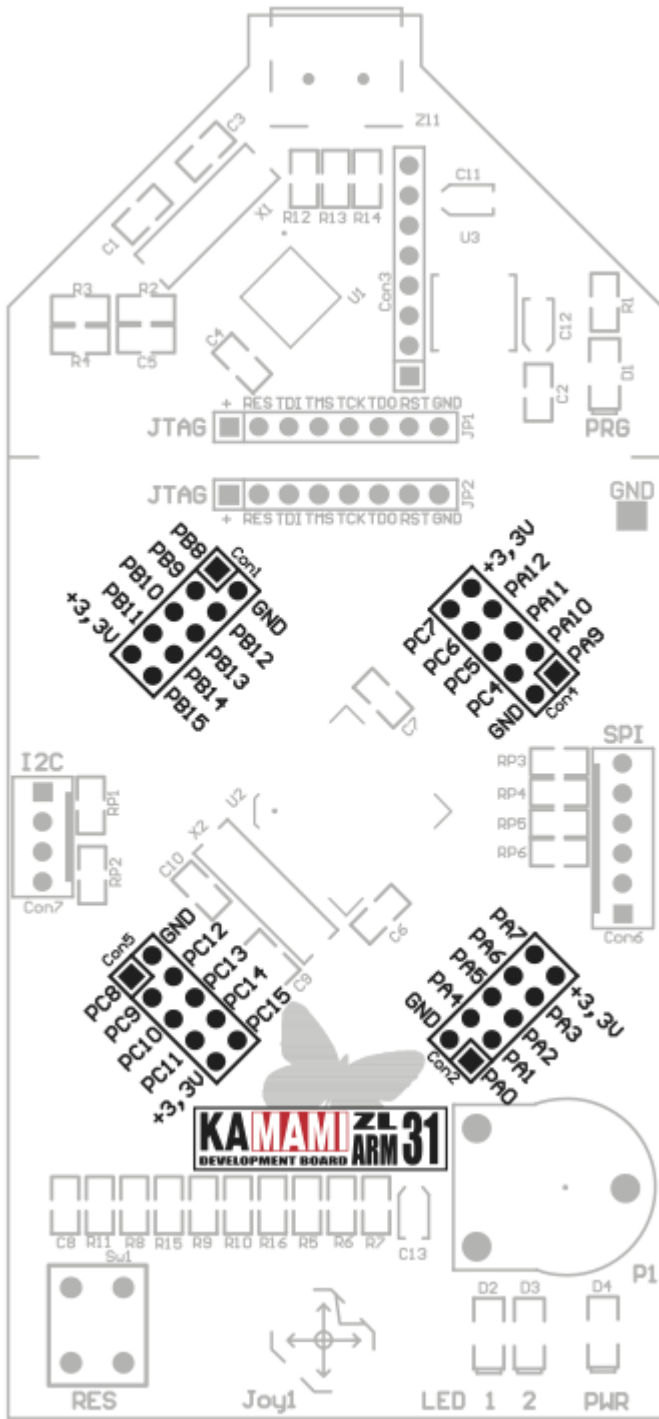 Z11
C3
C1
X1
R12 R13 R14
C11
U3
R3 R2
R4 C5
U1
C4
Con3
C12
R1
C2
D1
PRG
+ RES TDI TMS TCK TDO RST GND
JTAG
JP1
JTAG
JP2
+ RES TDI TMS TCK TDO RST GND
GND
Con1
PB8
PB9
PB10
PB11
+3,3V
GND
PB12
PB13
PB14
PB15
+3,3V
PA12
PA11
PA10
PA9
PC7
PC6
PC5
PC4
GND
Con4
C7
I2C
RP1
RP2
Con7
SPI
RP3
RP4
RP5
RP6
Con6
U2
X2
C10
C9
C6
Con5
GND
PC12
PC13
PC14
PC15
PC8
PC9
PC10
PC11
+3,3V
PA7
PA6
PA5
PA4
GND
+3,3V
PA3
PA2
PA1
PA0
Con2
KAMAMI ZL
DEVELOPMENT BOARD ARM 31
C8 R11 R8 R15 R9 R10 R16 R5 R6 R7 C13
Sw1
P1
D2 D3 D4
RES Joy1 LED 1 2 PWR